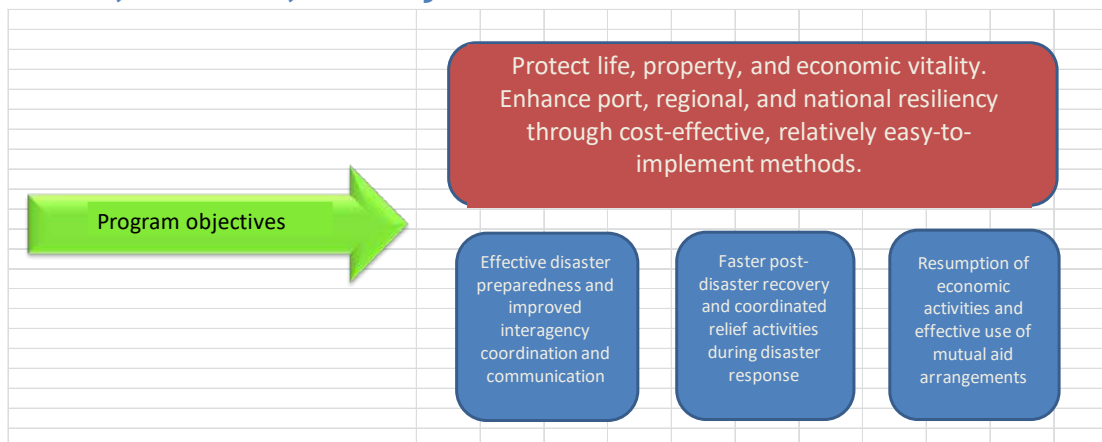 Protect life, property, and economic vitality.
Enhance port, regional, and national resiliency
through cost-effective, relatively easy-to-
implement methods.
Program objectives
Effective disaster
preparedness and
improved
interagency
coordination and
communication
Faster post-
disaster recovery
and coordinated
relief activities
during disaster
response
Resumption of
economic
activities and
effective use of
mutual aid
arrangements